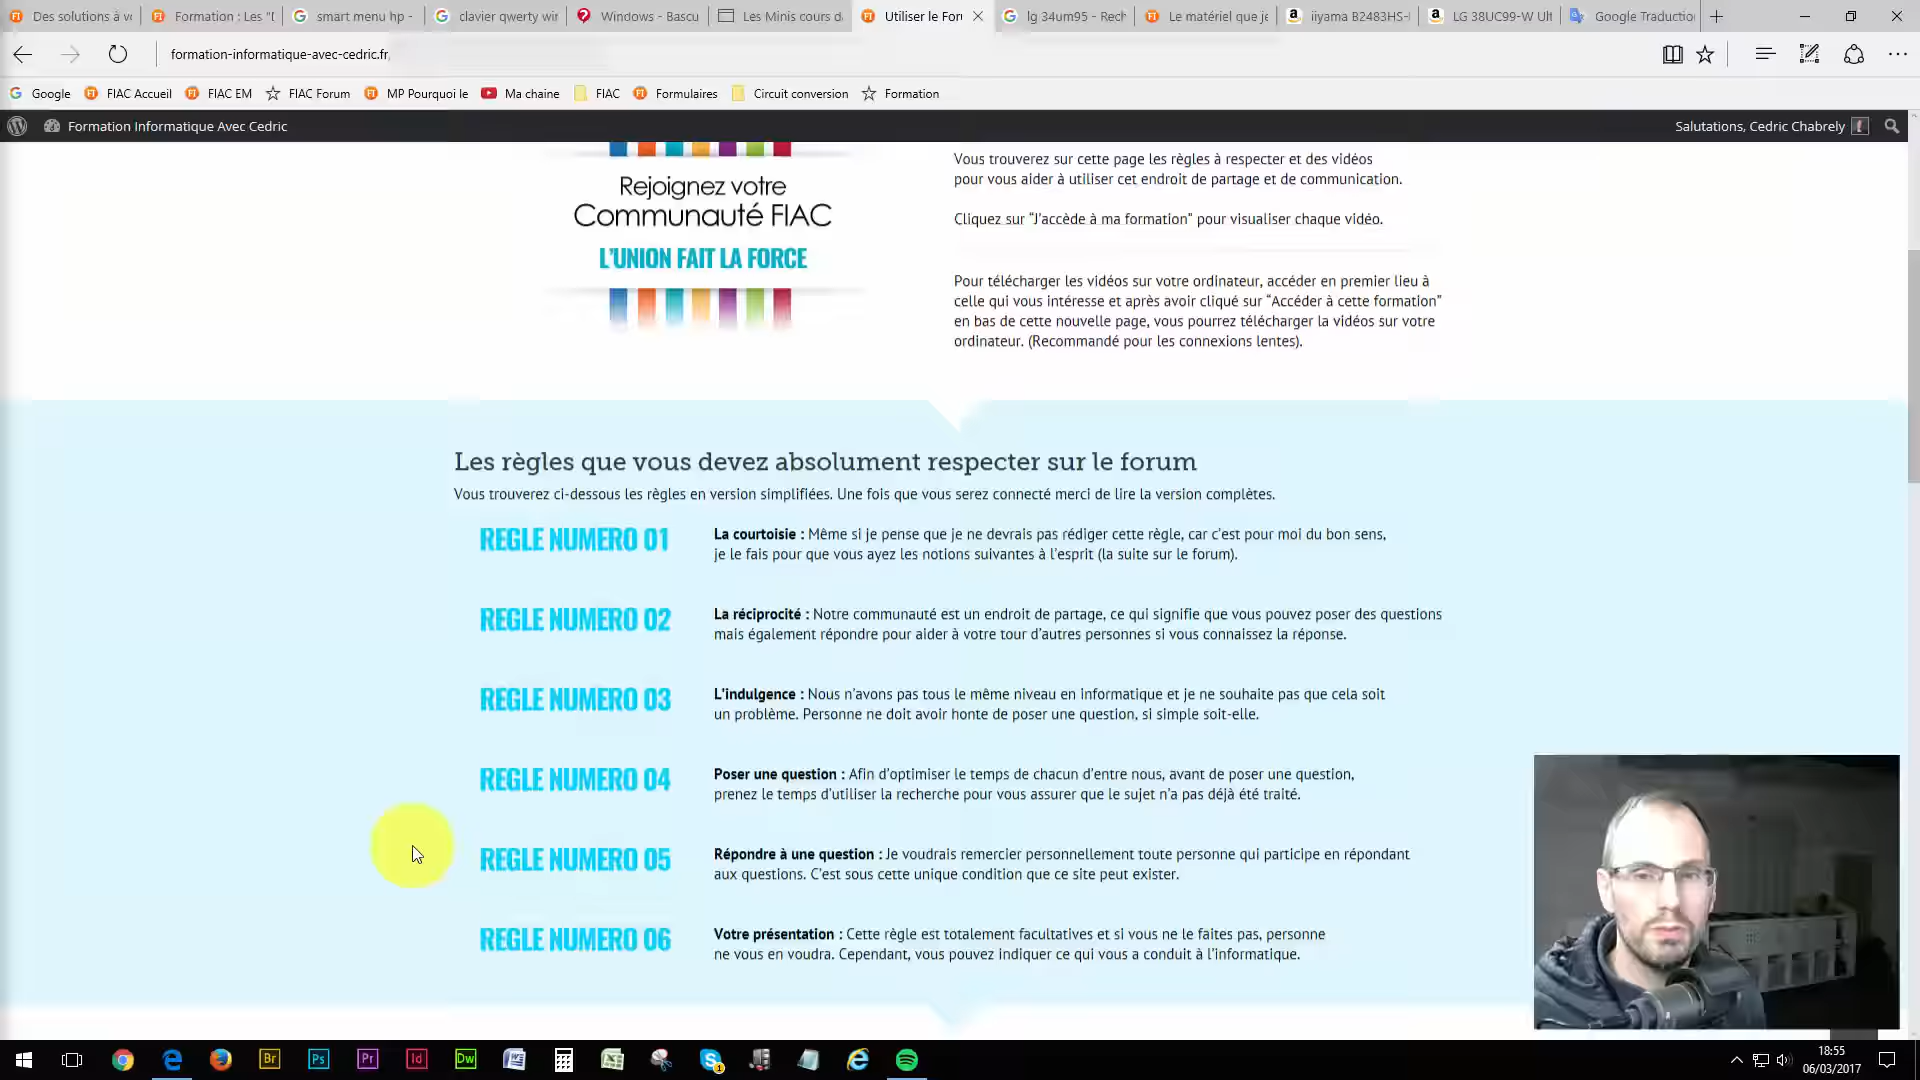 Des solutions à v
Formation : Les "D
smart menu hp -
clavier qwerty wir
Windows - Bascu
Les Minis cours d
Utiliser le Foru
lg 34um95 - Rech
Le matériel que je
iiyama B2483HS-
LG 38UC99-W Ult
Google Traductio
formation-informatique-avec-cedric.fr
Google
FIAC Accueil
FIAC EM
FIAC Forum
MP Pourquoi le
Ma chaine
FIAC
Formulaires
Circuit conversion
Formation
Formation Informatique Avec Cedric
Salutations, Cedric Chabrely
Rejoignez votre
Communauté FIAC
L'UNION FAIT LA FORCE
Vous trouverez sur cette page les règles à respecter et des vidéos
pour vous aider à utiliser cet endroit de partage et de communication.
Cliquez sur “J'accède à ma formation” pour visualiser chaque vidéo.
Pour télécharger les vidéos sur votre ordinateur, accéder en premier lieu à
celle qui vous intéresse et après avoir cliqué sur “Accéder à cette formation”
en bas de cette nouvelle page, vous pourrez télécharger la vidéos sur votre
ordinateur. (Recommandé pour les connexions lentes).
Les règles que vous devez absolument respecter sur le forum
Vous trouverez ci-dessous les règles en version simplifiées. Une fois que vous serez connecté merci de lire la version complètes.
REGLE NUMERO 01
La courtoisie : Même si je pense que je ne devrais pas rédiger cette règle, car c'est pour moi du bon sens,
je le fais pour que vous ayez les notions suivantes à l'esprit (la suite sur le forum).
REGLE NUMERO 02
La réciprocité : Notre communauté est un endroit de partage, ce qui signifie que vous pouvez poser des questions
mais également répondre pour aider à votre tour d'autres personnes si vous connaissez la réponse.
REGLE NUMERO 03
L'indulgence : Nous n'avons pas tous le même niveau en informatique et je ne souhaite pas que cela soit
un problème. Personne ne doit avoir honte de poser une question, si simple soit-elle.
REGLE NUMERO 04
Poser une question : Afin d'optimiser le temps de chacun d'entre nous, avant de poser une question,
prenez le temps d'utiliser la recherche pour vous assurer que le sujet n'a pas déjà été traité.
REGLE NUMERO 05
Répondre à une question : Je voudrais remercier personnellement toute personne qui participe en répondant
aux questions. C'est sous cette unique condition que ce site peut exister.
REGLE NUMERO 06
Votre présentation : Cette règle est totalement facultatives et si vous ne le faites pas, personne
ne vous en voudra. Cependant, vous pouvez indiquer ce qui vous a conduit à l'informatique.
Br
Ps
Pr
Id
Dw
18:55
06/03/2017